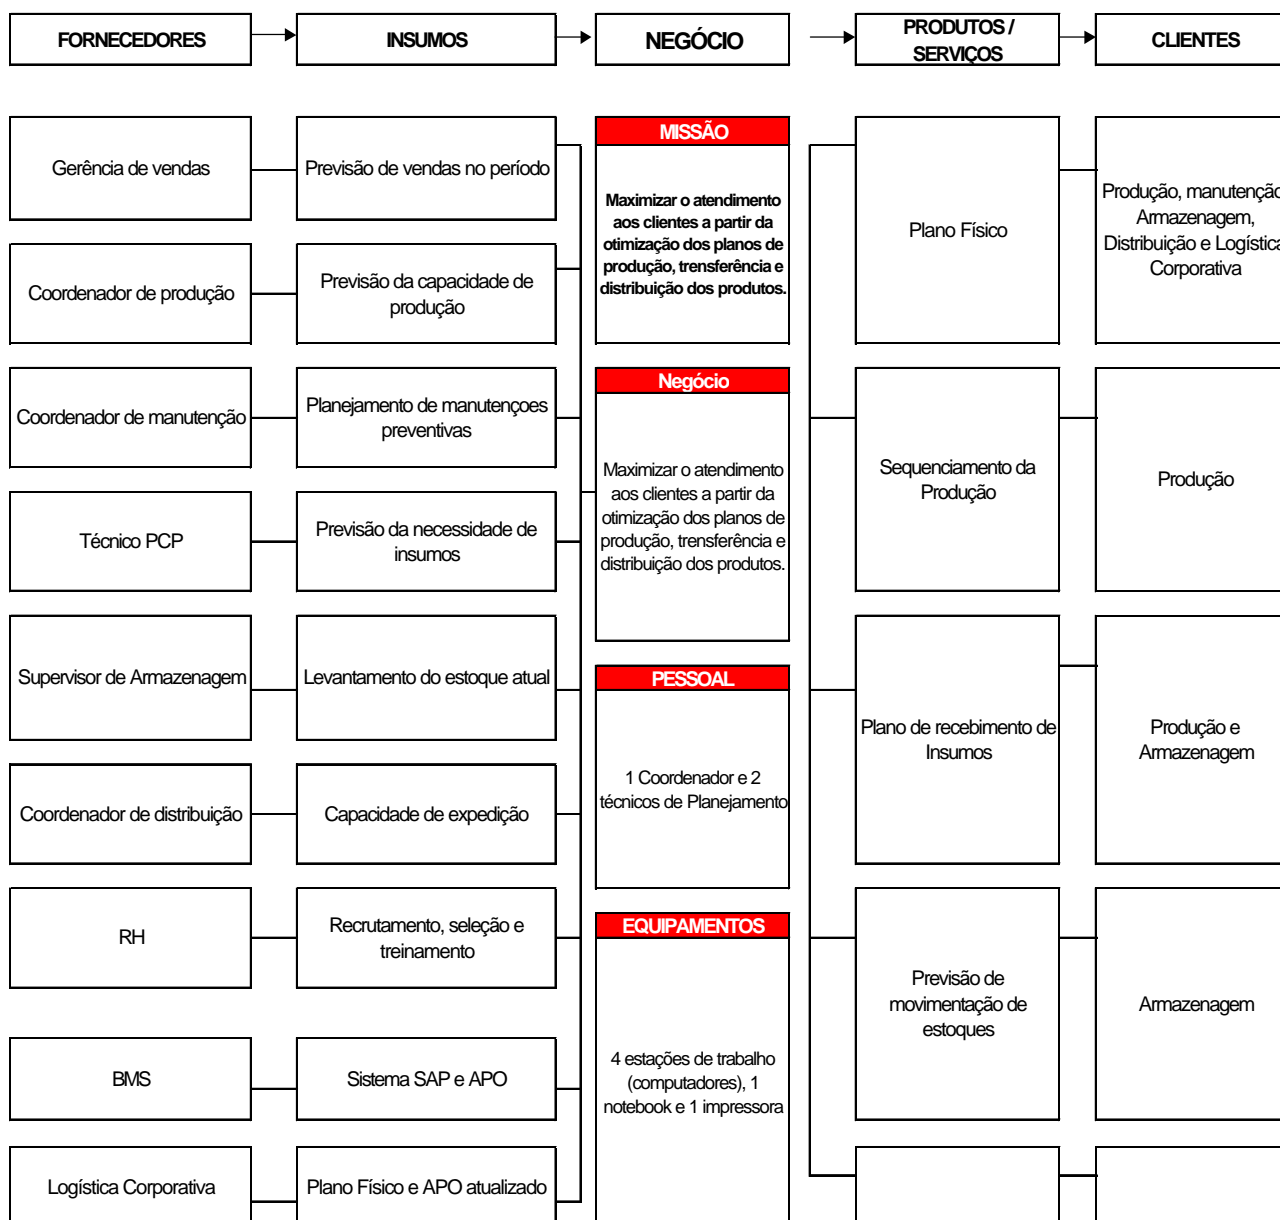 FORNECEDORES
INSUMOS
NEGÓCIO
PRODUTOS /
SERVIÇOS
CLIENTES
Gerência de vendas
Previsão de vendas no período
MISSÃO
Maximizar o atendimento
aos clientes a partir da
otimização dos planos de
produção, trensferência e
distribuição dos produtos.
Plano Físico
Produção, manutenção
Armazenagem,
Distribuição e Logística
Corporativa
Coordenador de produção
Previsão da capacidade de
produção
Coordenador de manutenção
Planejamento de manutençoes
preventivas
Negócio
Maximizar o atendimento
aos clientes a partir da
otimização dos planos de
produção, trensferência e
distribuição dos produtos.
Sequenciamento da
Produção
Produção
Técnico PCP
Previsão da necessidade de
insumos
Supervisor de Armazenagem
Levantamento do estoque atual
PESSOAL
1 Coordenador e 2
técnicos de Planejamento
Plano de recebimento de
Insumos
Produção e
Armazenagem
Coordenador de distribuição
Capacidade de expedição
RH
Recrutamento, seleção e
treinamento
EQUIPAMENTOS
4 estações de trabalho
(computadores), 1
notebook e 1 impressora
Previsão de
movimentação de
estoques
Armazenagem
BMS
Sistema SAP e APO
Logística Corporativa
Plano Físico e APO atualizado